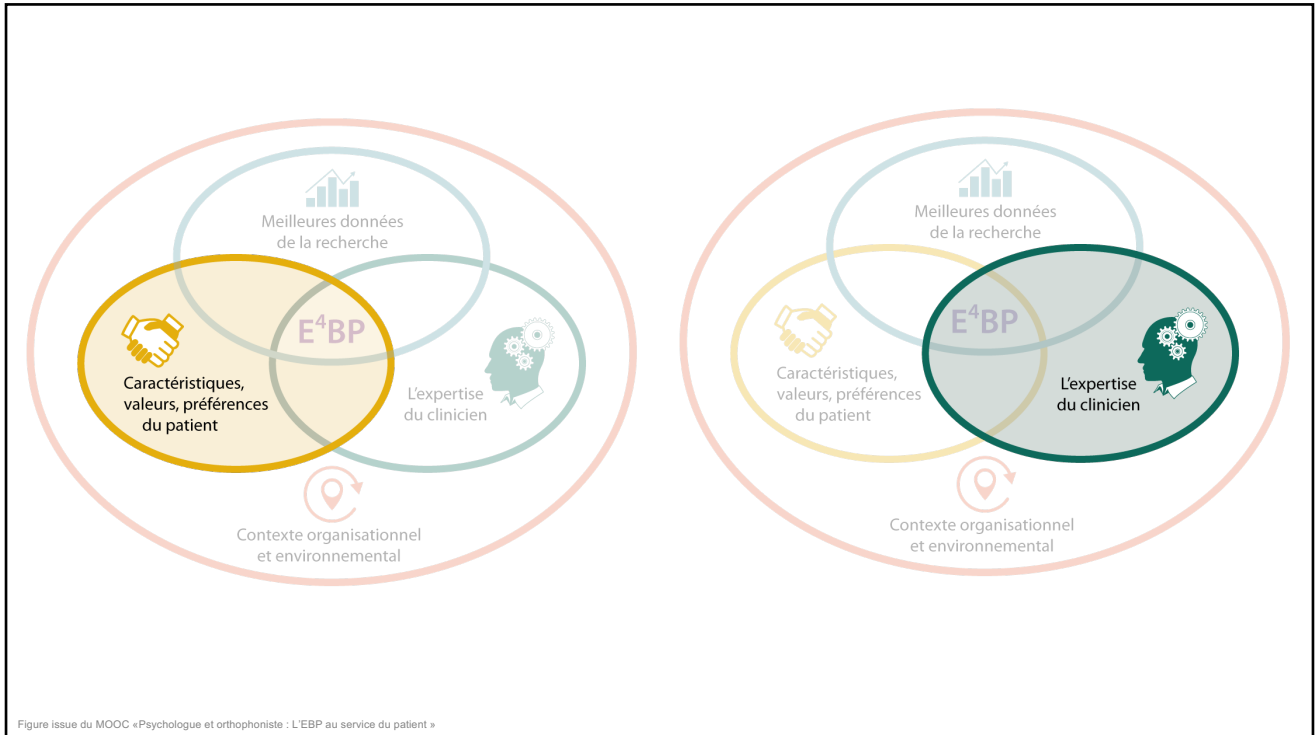 Meilleures données
de la recherche
E⁴BP
Caractéristiques,
valeurs, préférences
du patient
L'expertise
du clinicien
Contexte organisationnel
et environnemental
Meilleures données
de la recherche
E⁴BP
Caractéristiques,
valeurs, préférences
du patient
L'expertise
du clinicien
Contexte organisationnel
et environnemental
Figure issue du MOOC «Psychologue et orthophoniste : L'EBP au service du patient »